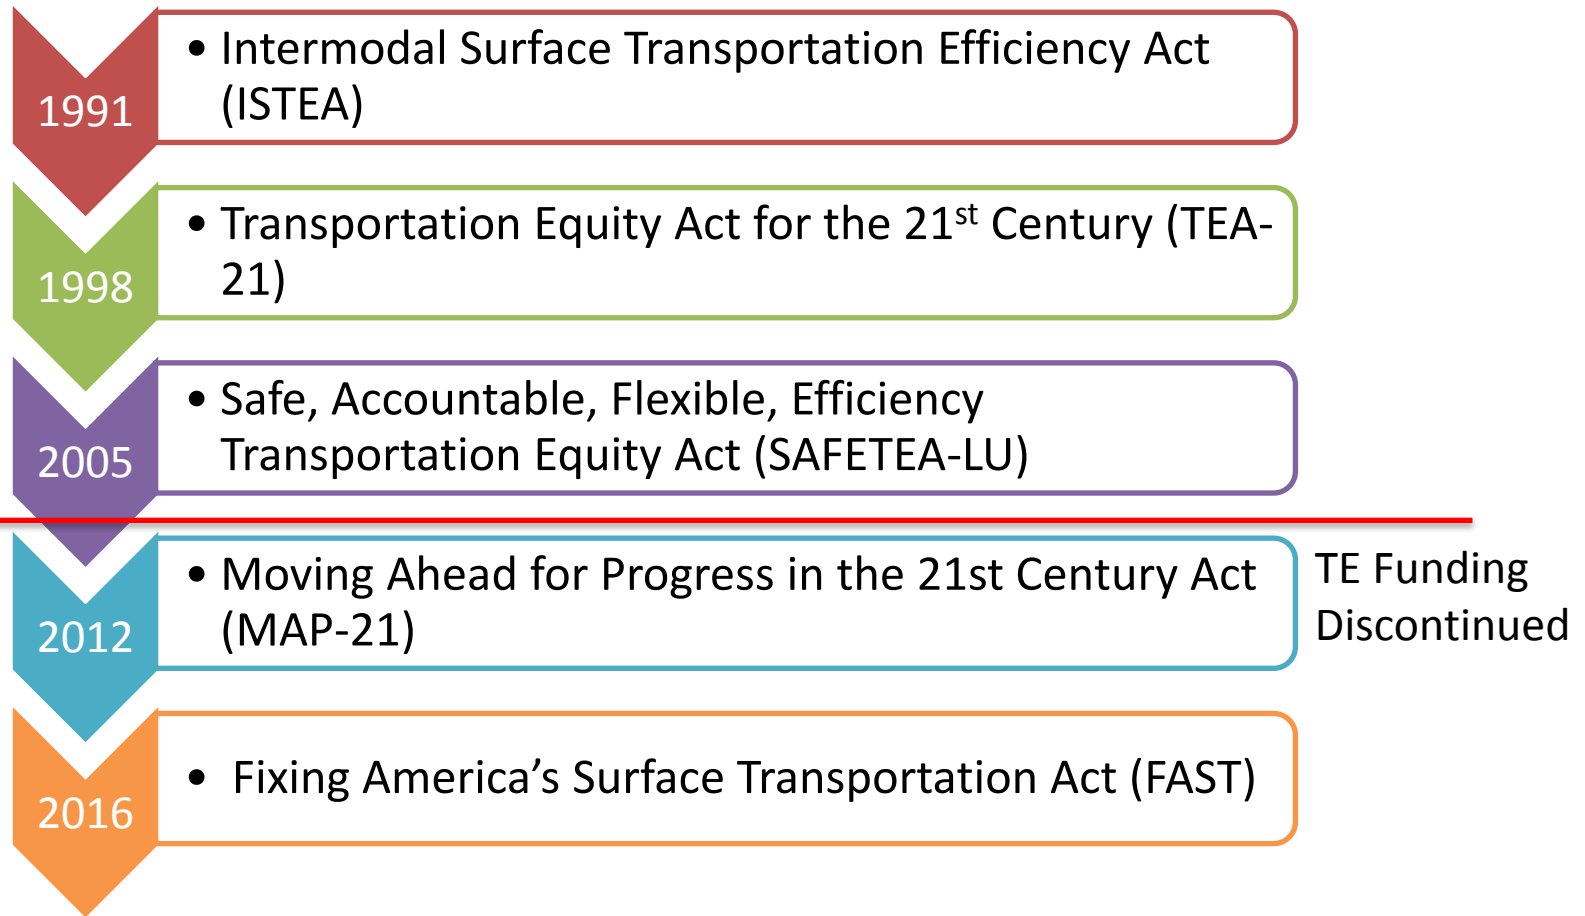 1991
• Intermodal Surface Transportation Efficiency Act
(ISTEA)
1998
• Transportation Equity Act for the 21st Century (TEA-
21)
2005
• Safe, Accountable, Flexible, Efficiency
Transportation Equity Act (SAFETEA-LU)
2012
• Moving Ahead for Progress in the 21st Century Act
(MAP-21)
TE Funding
Discontinued
2016
• Fixing America’s Surface Transportation Act (FAST)